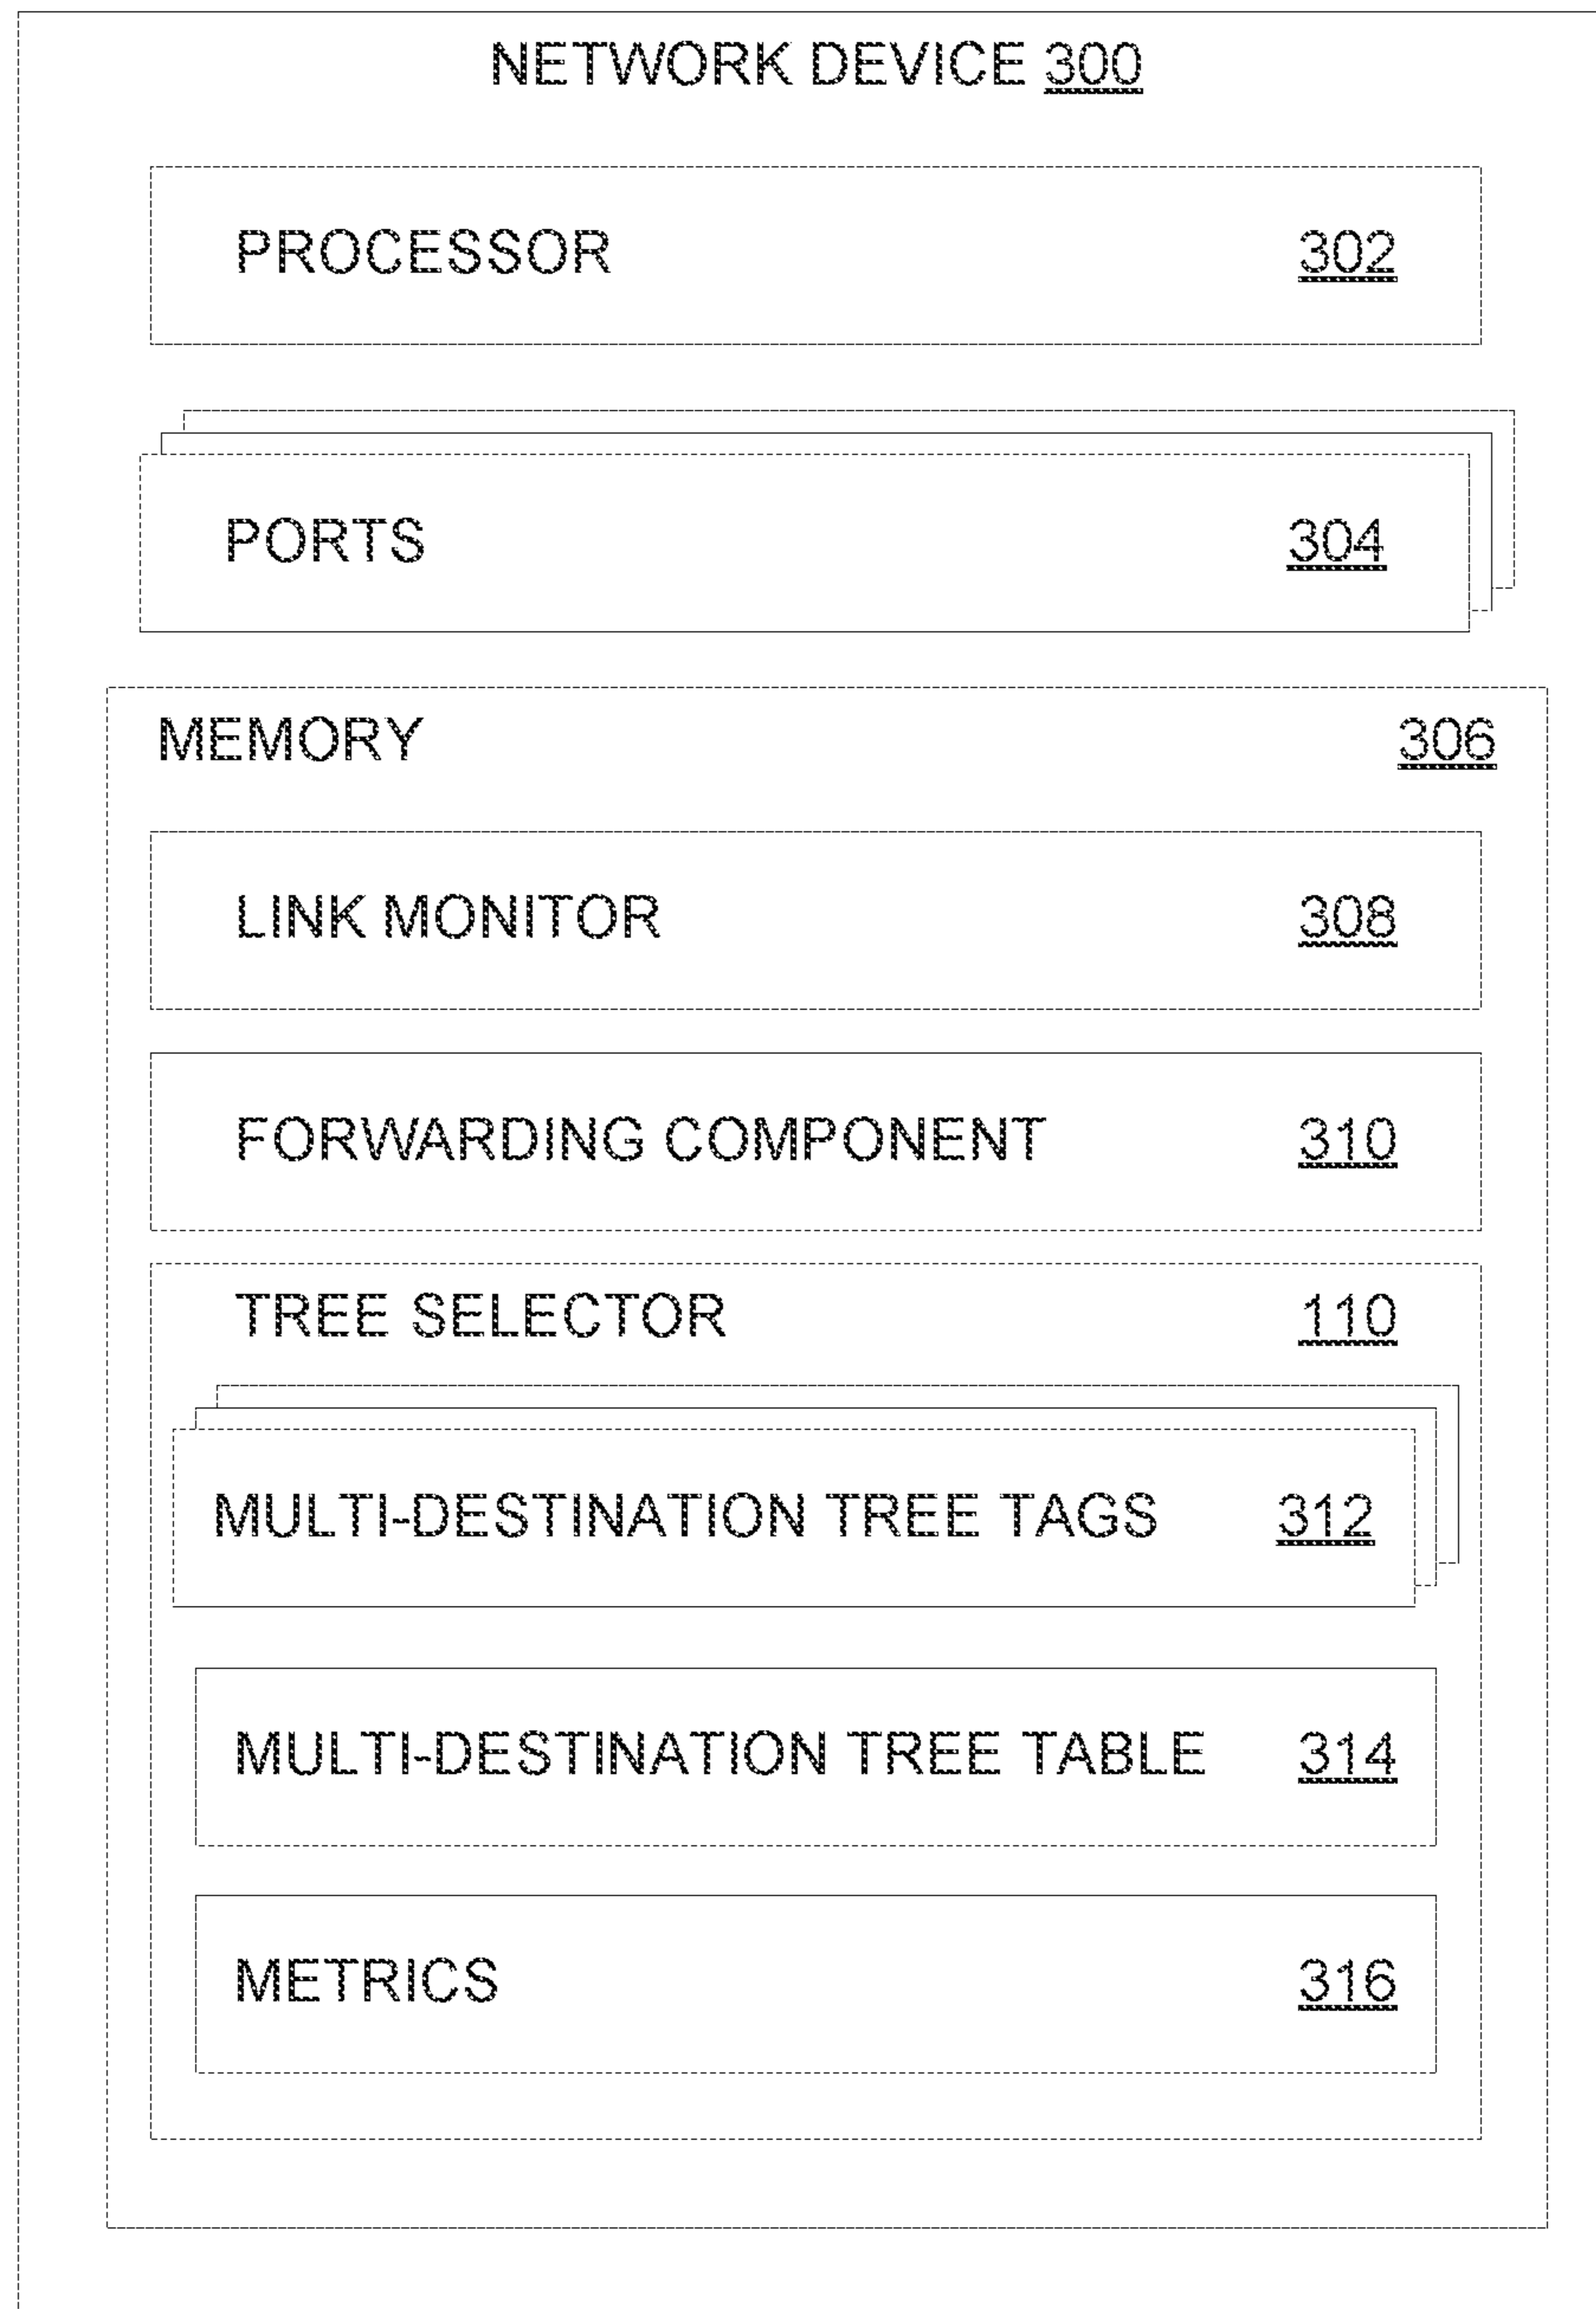 NETWORK DEVICE 300
PROCESSOR 302
PORTS 304
MEMORY 306
LINK MONITOR 308
FORWARDING COMPONENT 310
TREE SELECTOR 110
MULTI-DESTINATION TREE TAGS 312
MULTI-DESTINATION TREE TABLE 314
METRICS 316